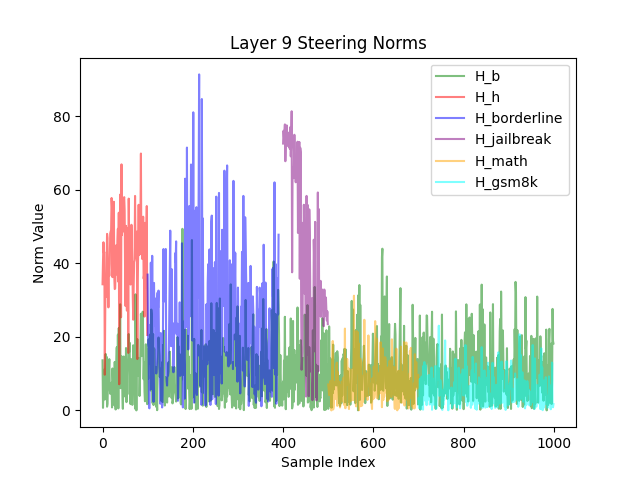 Layer 9 Steering Norms
H_b
H_h
H_borderline
H_jailbreak
H_math
H_gsm8k
Norm Value
80
60
40
20
0
0 200 400 600 800 1000
Sample Index